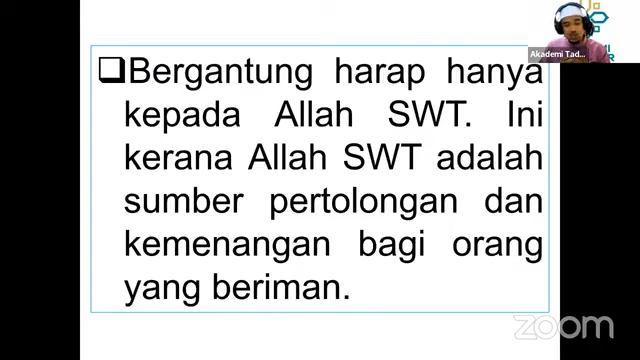 ❑Bergantung harap hanya
kepada Allah SWT. Ini
kerana Allah SWT adalah
sumber pertolongan dan
kemenangan bagi orang
yang beriman.
Akademi Tad...
zoom